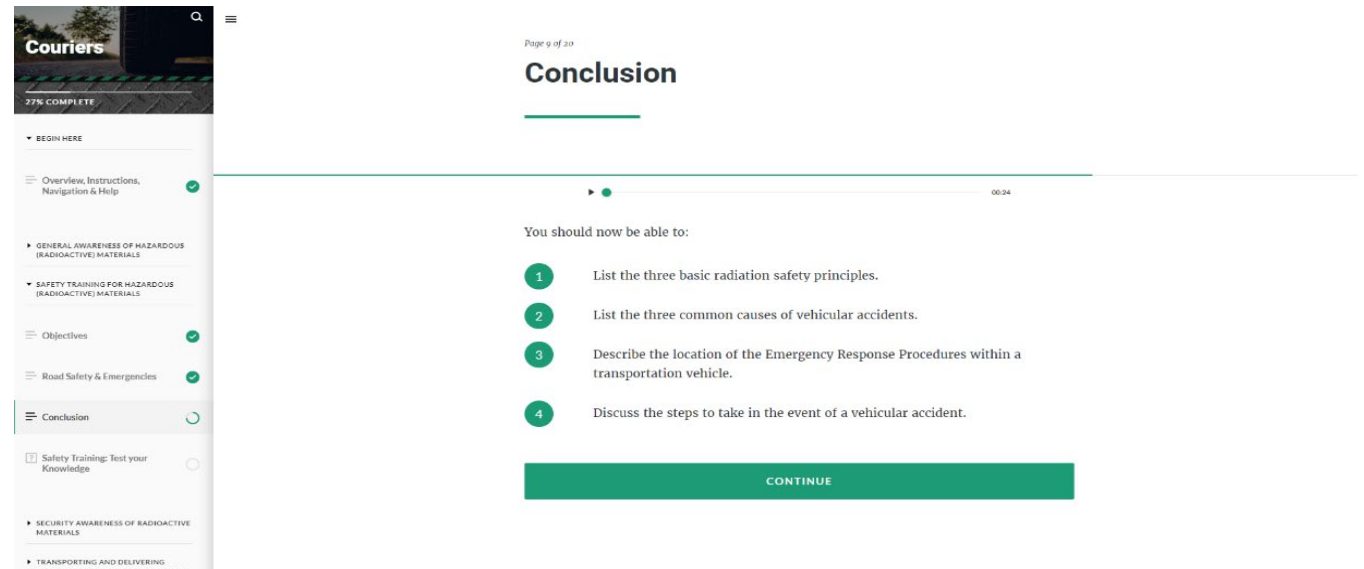 Couriers
27% COMPLETE
BEGIN HERE
Overview, Instructions,
Navigation & Help
GENERAL AWARENESS OF HAZARDOUS
(RADIOACTIVE) MATERIALS
SAFETY TRAINING FOR HAZARDOUS
(RADIOACTIVE) MATERIALS
Objectives
Road Safety & Emergencies
Conclusion
? Safety Training: Test your
Knowledge
SECURITY AWARENESS OF RADIOACTIVE
MATERIALS
TRANSPORTING AND DELIVERING
Page 9 of 20
Conclusion
00:24
You should now be able to:
1 List the three basic radiation safety principles.
2 List the three common causes of vehicular accidents.
3 Describe the location of the Emergency Response Procedures within a
transportation vehicle.
4 Discuss the steps to take in the event of a vehicular accident.
CONTINUE